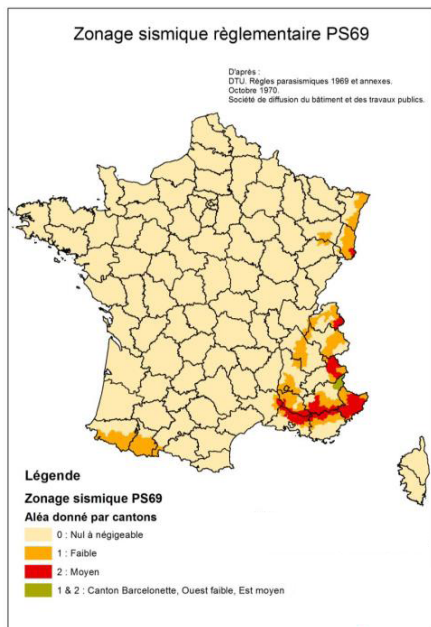 Zonage sismique règlementaire PS69
D'après :
DTU. Règles parasismiques 1969 et annexes.
Octobre 1970.
Société de diffusion du bâtiment et des travaux publics.
Légende
Zonage sismique PS69
Aléa donné par cantons
0 : Nul à négigeable
1 : Faible
2 : Moyen
1 & 2 : Canton Barcelonette, Ouest faible, Est moyen